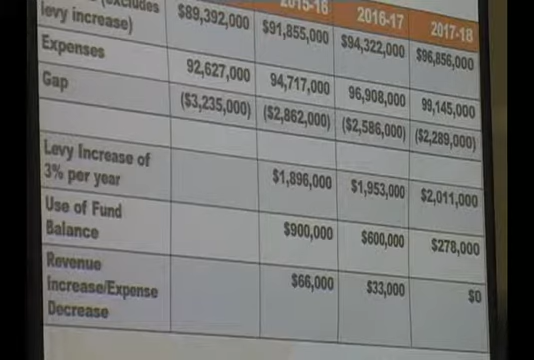 (excludes 2015-16 2016-17 2017-18
levy increase) $89,392,000 $91,855,000 $94,322,000 $96,856,000
Expenses 92,627,000 94,717,000 96,908,000 99,145,000
Gap ($3,235,000) ($2,862,000) ($2,586,000) ($2,289,000)
Levy Increase of
3% per year $1,896,000 $1,953,000 $2,011,000
Use of Fund
Balance $900,000 $600,000 $278,000
Revenue
Increase/Expense $66,000 $33,000 $0
Decrease